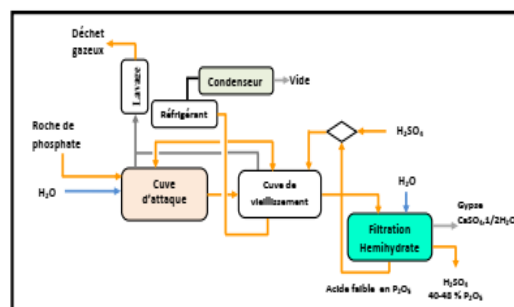 Déchet
gazeux
Lavage
Condenseur
Vide
Réfrigérant
Roche de
phosphate
H₂SO₄
H₂O
Cuve
d'attaque
Cuve de
vieillissement
H₂O
Gypse
CaSO₄,1/2H₂O
Filtration
Hemihydrate
Acide faible en P₂O₅
H₂SO₄
40-48 % P₂O₅